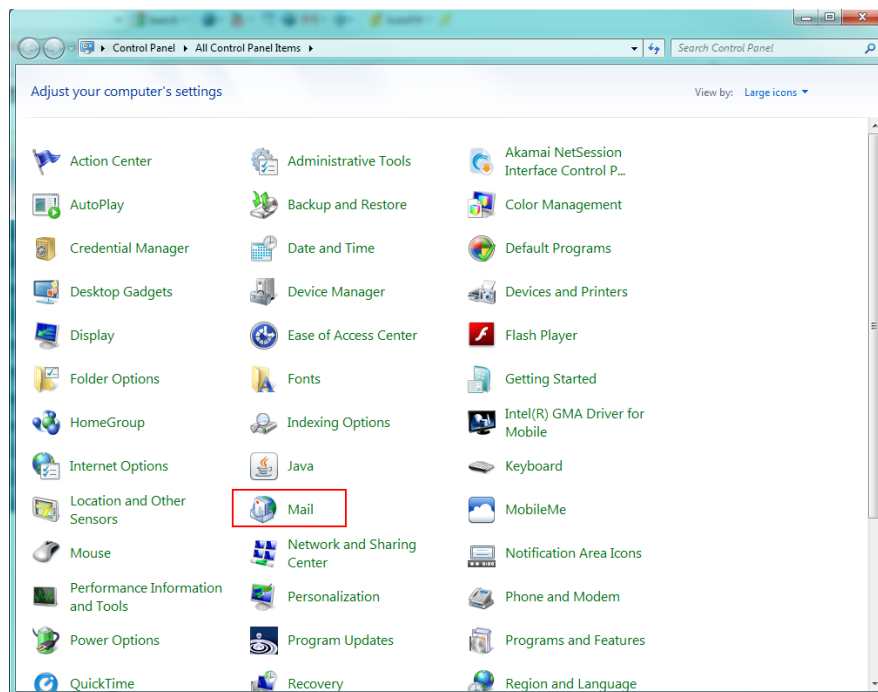 Control Panel ▸ All Control Panel Items ▸
Search Control Panel
Adjust your computer's settings
View by: Large icons
Action Center
Administrative Tools
Akamai NetSession
Interface Control P...
AutoPlay
Backup and Restore
Color Management
Credential Manager
Date and Time
Default Programs
Desktop Gadgets
Device Manager
Devices and Printers
Display
Ease of Access Center
Flash Player
Folder Options
Fonts
Getting Started
HomeGroup
Indexing Options
Intel(R) GMA Driver for
Mobile
Internet Options
Java
Keyboard
Location and Other
Sensors
Mail
MobileMe
Mouse
Network and Sharing
Center
Notification Area Icons
Performance Information
and Tools
Personalization
Phone and Modem
Power Options
Program Updates
Programs and Features
QuickTime
Recovery
Region and Language